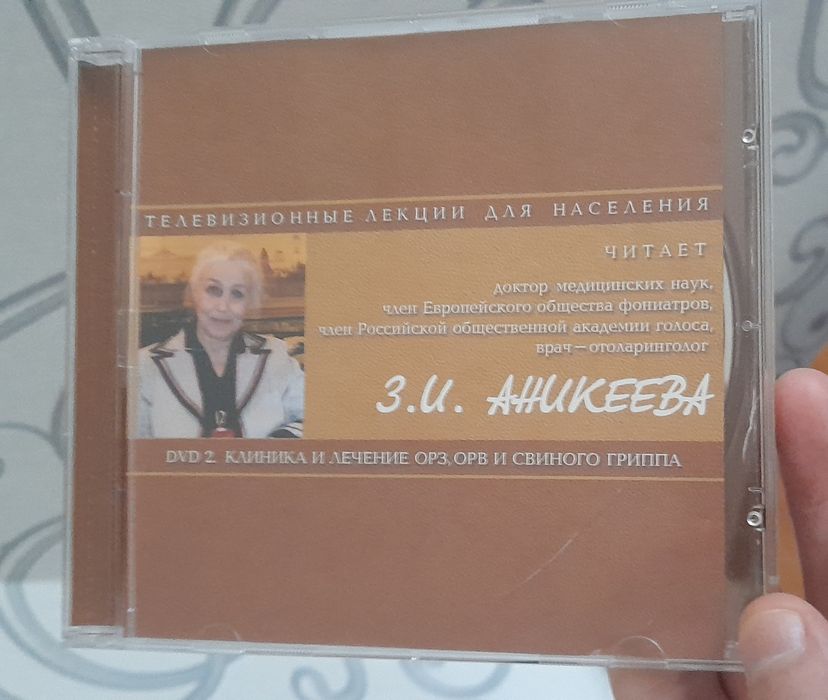 ТЕЛЕВИЗИОННЫЕ ЛЕКЦИИ ДЛЯ НАСЕЛЕНИЯ
ЧИТАЕТ
доктор медицинских наук,
член Европейского общества фониатров,
член Российской общественной академии голоса,
врач – отоларинголог
З.И. АНИКЕЕВА
DVD 2. КЛИНИКА И ЛЕЧЕНИЕ ОРЗ, ОРВ И СВИНОГО ГРИППА